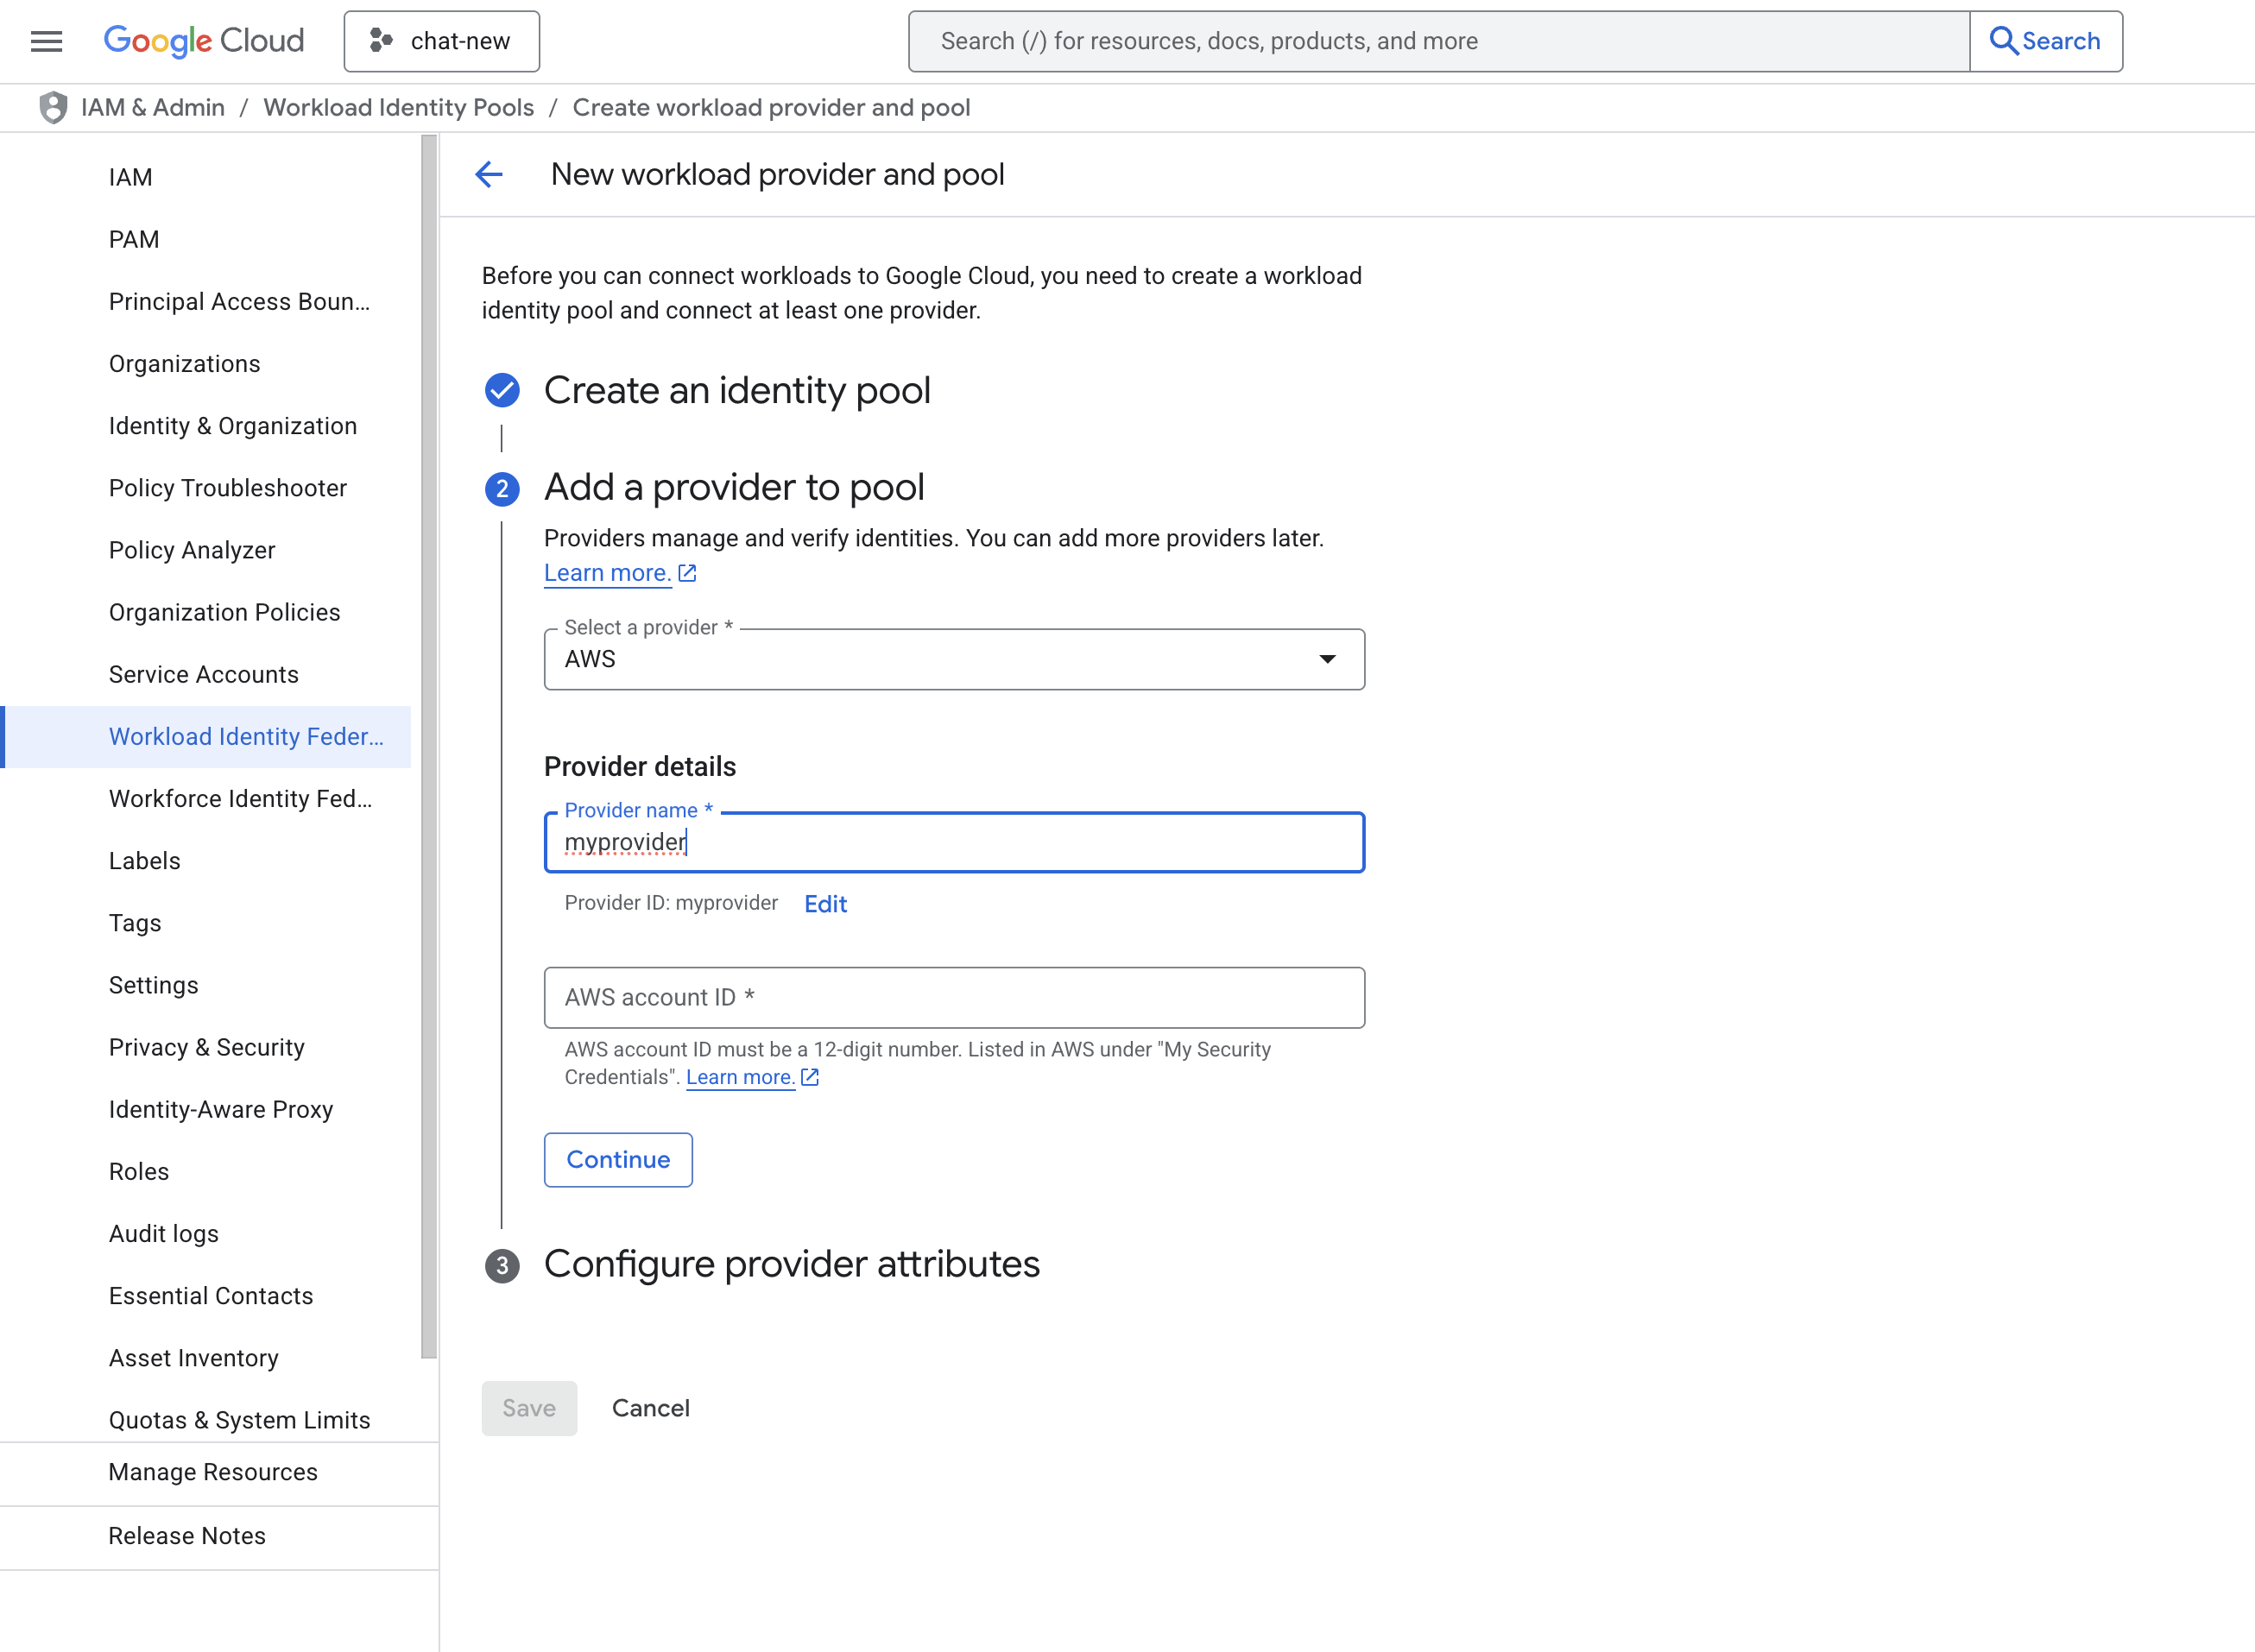 Google Cloud
chat-new
Search (/) for resources, docs, products, and more
Search
IAM & Admin / Workload Identity Pools / Create workload provider and pool
IAM
PAM
Principal Access Boun...
Organizations
Identity & Organization
Policy Troubleshooter
Policy Analyzer
Organization Policies
Service Accounts
Workload Identity Feder...
Workforce Identity Fed...
Labels
Tags
Settings
Privacy & Security
Identity-Aware Proxy
Roles
Audit logs
Essential Contacts
Asset Inventory
Quotas & System Limits
Manage Resources
Release Notes
New workload provider and pool
Before you can connect workloads to Google Cloud, you need to create a workload
identity pool and connect at least one provider.
Create an identity pool
2 Add a provider to pool
Providers manage and verify identities. You can add more providers later.
Learn more.
Select a provider *
AWS
Provider details
Provider name *
myprovider
Provider ID: myprovider Edit
AWS account ID *
AWS account ID must be a 12-digit number. Listed in AWS under "My Security
Credentials". Learn more.
Continue
3 Configure provider attributes
Save Cancel